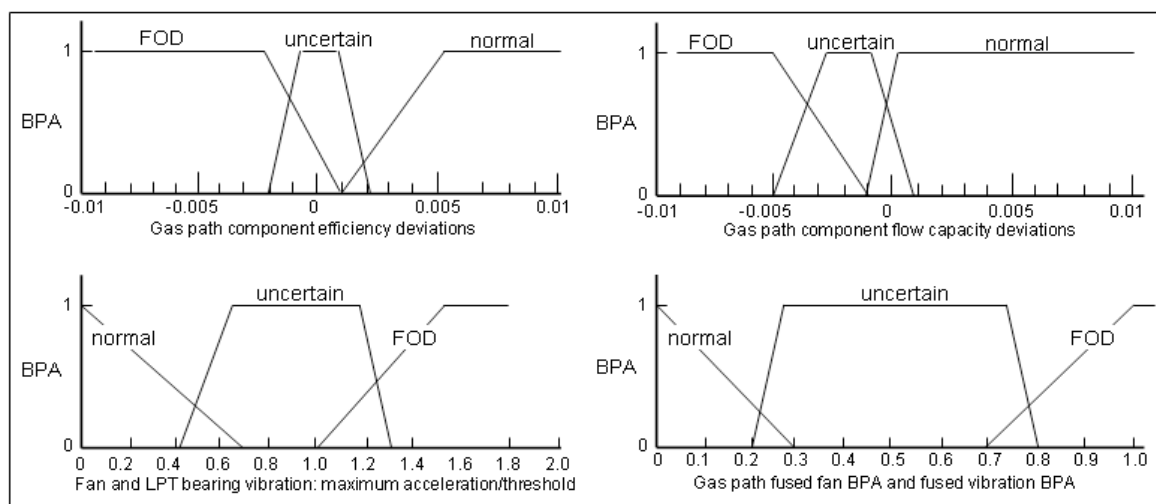 FOD uncertain normal
1
BPA
0
-0.01 -0.005 0 0.005 0.01
Gas path component efficiency deviations
FOD uncertain normal
1
BPA
0
-0.01 -0.005 0 0.005 0.01
Gas path component flow capacity deviations
uncertain
1
normal FOD
BPA
0
0 0.2 0.4 0.6 0.8 1.0 1.2 1.4 1.6 1.8 2.0
Fan and LPT bearing vibration: maximum acceleration/threshold
uncertain
1
normal FOD
BPA
0
0 0.1 0.2 0.3 0.4 0.5 0.6 0.7 0.8 0.9 1.0
Gas path fused fan BPA and fused vibration BPA